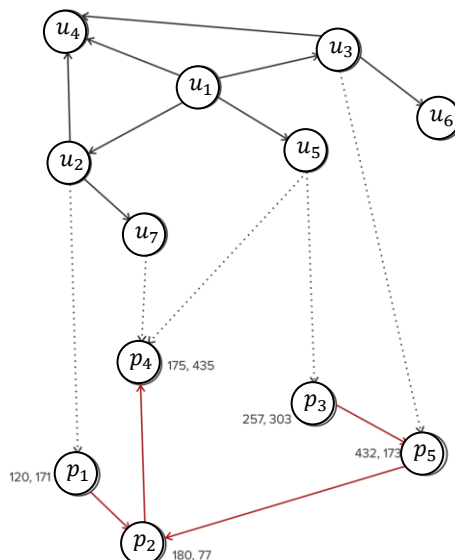 u₄
u₃
u₁
u₆
u₂
u₅
u₇
p₄
175, 435
p₃
257, 303
p₅
432, 173
p₁
120, 171
p₂
180, 77